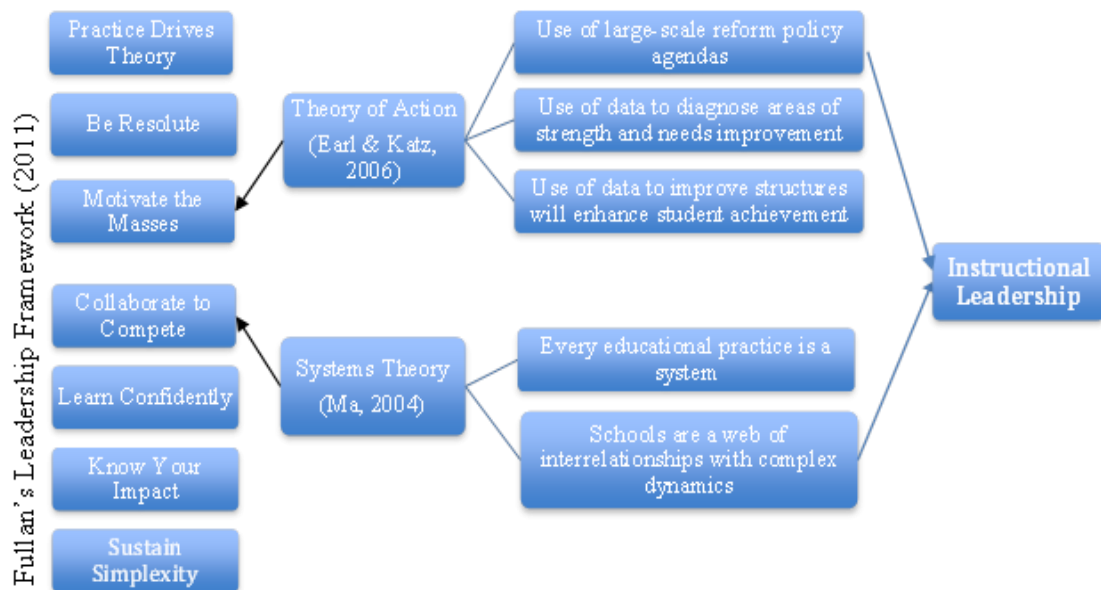 Fullan's Leadership Framework (2011)
Practice Drives
Theory
Be Resolute
Motivate the
Masses
Collaborate to
Compete
Learn Confidently
Know Your
Impact
Sustain
Simplexity
Theory of Action
(Earl & Katz,
2006)
Systems Theory
(Ma, 2004)
Use of large-scale reform policy
agendas
Use of data to diagnose areas of
strength and needs improvement
Use of data to improve structures
will enhance student achievement
Every educational practice is a
system
Schools are a web of
interrelationships with complex
dynamics
Instructional
Leadership